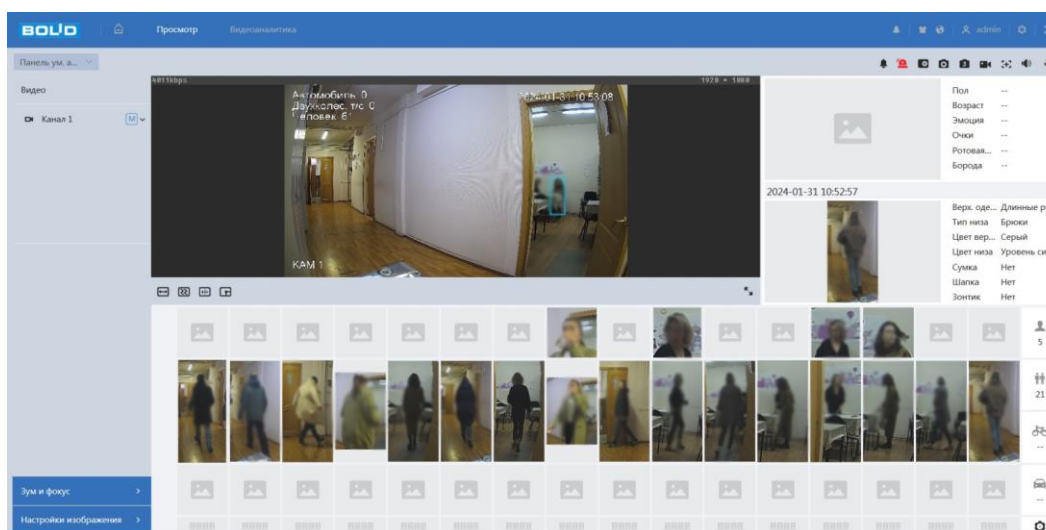 BOLID
Просмотр
Видеоаналитика
admin
Панель ум. а...
Видео
Канал 1
M
4011kbps
1920 * 1080
Автомобиль: 0
Двухколес. т/с: 0
Человек: 61
2024-01-31 10:53:08
КАМ 1
Пол --
Возраст --
Эмоция --
Очки --
Ротовая... --
Борода --
2024-01-31 10:52:57
Верх. оде... Длинные р
Тип низа Брюки
Цвет вер... Серый
Цвет низа Уровень си
Сумка Нет
Шапка Нет
Зонтик Нет
5
21
--
--
Зум и фокус
Настройки изображения